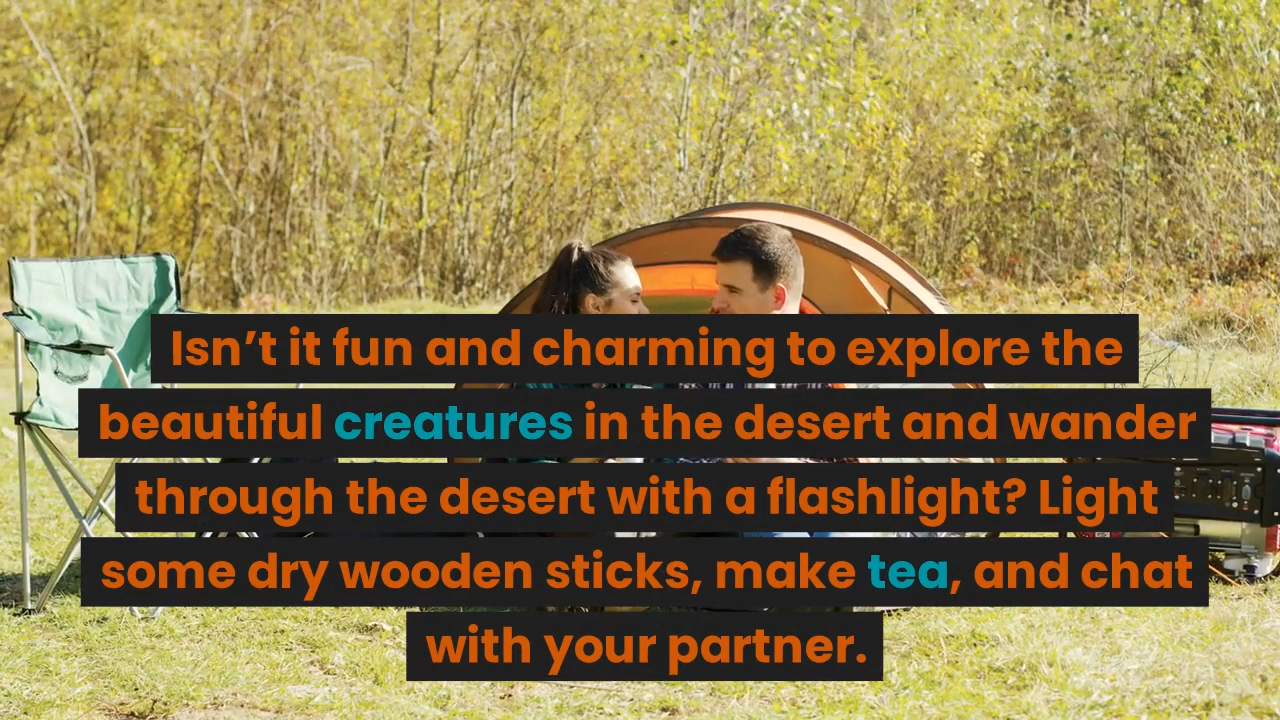 Isn’t it fun and charming to explore the
beautiful creatures in the desert and wander
through the desert with a flashlight? Light
some dry wooden sticks, make tea, and chat
with your partner.